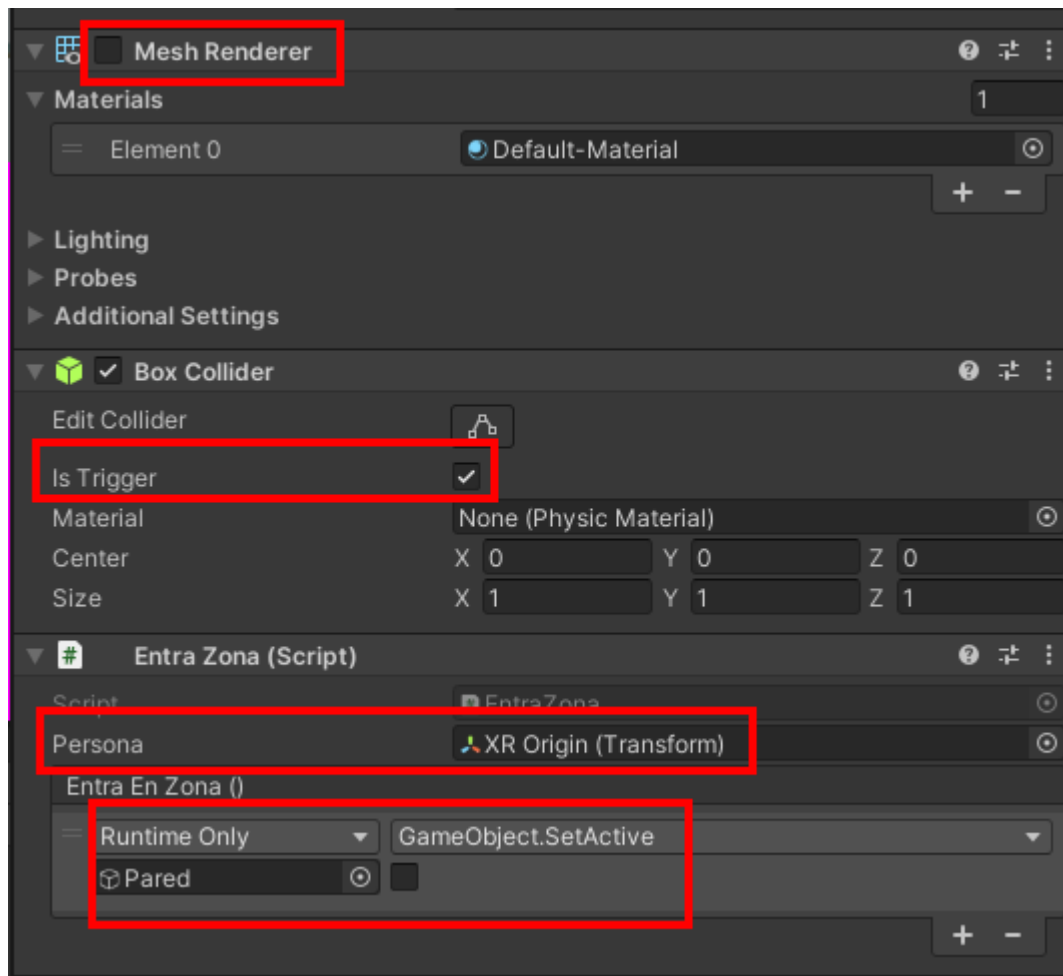 Mesh Renderer
Materials 1
Element 0 Default-Material
+ -
Lighting
Probes
Additional Settings
Box Collider
Edit Collider
Is Trigger
Material None (Physic Material)
Center X 0 Y 0 Z 0
Size X 1 Y 1 Z 1
# Entra Zona (Script)
Script EntraZona
Persona XR Origin (Transform)
Entra En Zona ()
Runtime Only GameObject.SetActive
Pared
+ -